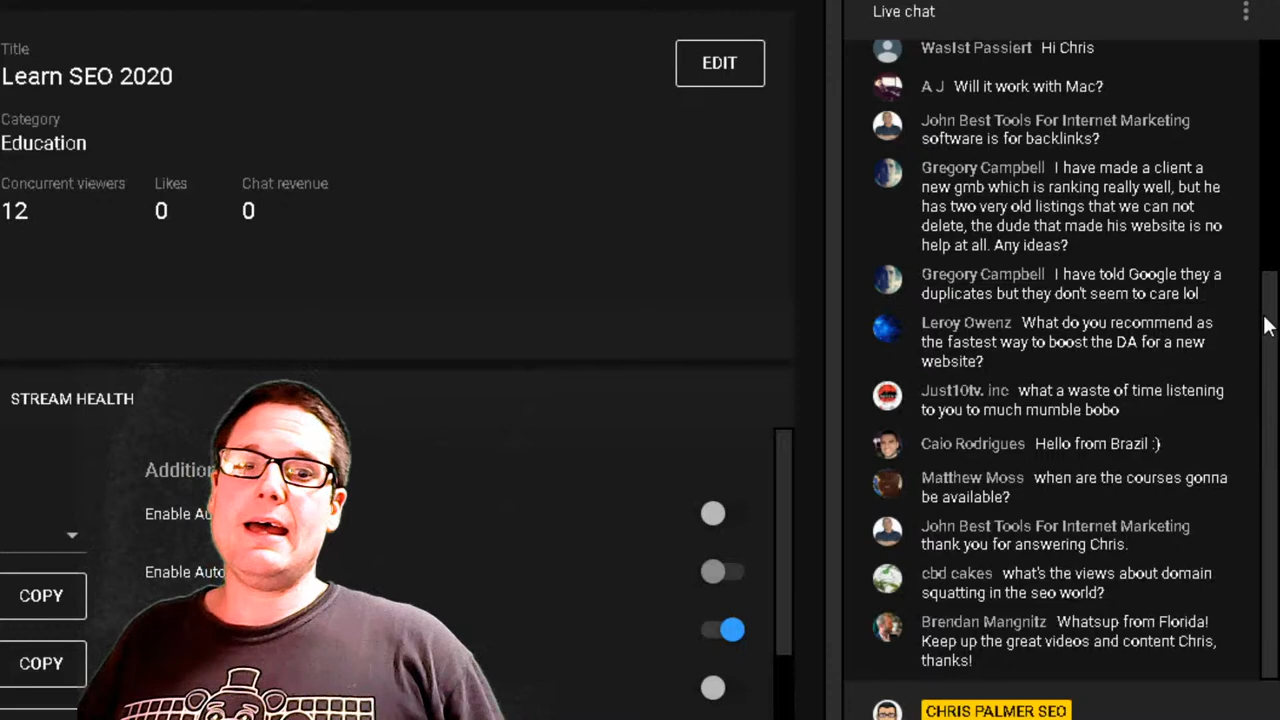 Title
Learn SEO 2020
EDIT
Category
Education
Concurrent viewers
Likes
Chat revenue
12
0
0
STREAM HEALTH
Addition
Enable Au
Enable Auto
COPY
COPY
Live chat
WasIst Passiert Hi Chris
A J Will it work with Mac?
John Best Tools For Internet Marketing
software is for backlinks?
Gregory Campbell I have made a client a
new gmb which is ranking really well, but he
has two very old listings that we can not
delete, the dude that made his website is no
help at all. Any ideas?
Gregory Campbell I have told Google they a
duplicates but they don't seem to care lol
Leroy Owenz What do you recommend as
the fastest way to boost the DA for a new
website?
Just10tv. inc what a waste of time listening
to you to much mumble bobo
Caio Rodrigues Hello from Brazil :)
Matthew Moss when are the courses gonna
be available?
John Best Tools For Internet Marketing
thank you for answering Chris.
cbd cakes what's the views about domain
squatting in the seo world?
Brendan Mangnitz Whatsup from Florida!
Keep up the great videos and content Chris,
thanks!
CHRIS PALMER SEO